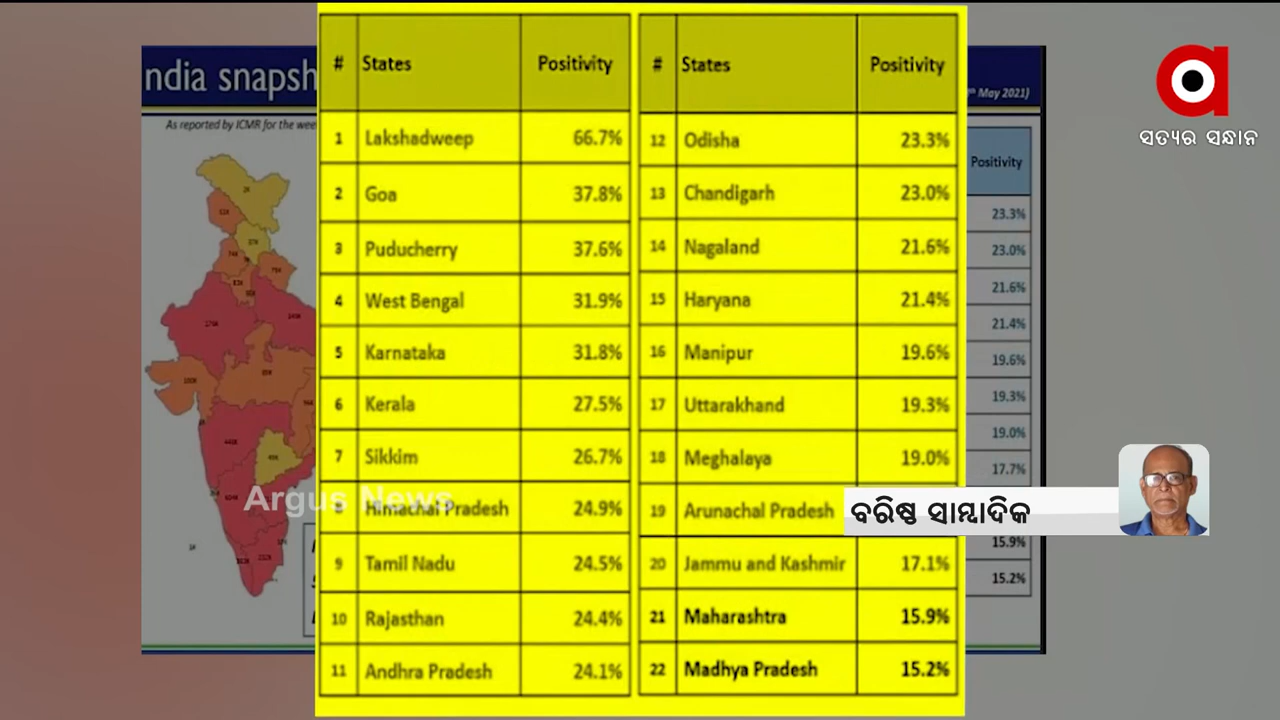 ndia snapsh
As reported by ICMR for the wee
# States Positivity
1 Lakshadweep 66.7%
2 Goa 37.8%
3 Puducherry 37.6%
4 West Bengal 31.9%
5 Karnataka 31.8%
6 Kerala 27.5%
7 Sikkim 26.7%
8 Himachal Pradesh 24.9%
9 Tamil Nadu 24.5%
10 Rajasthan 24.4%
11 Andhra Pradesh 24.1%
# States Positivity
12 Odisha 23.3%
13 Chandigarh 23.0%
14 Nagaland 21.6%
15 Haryana 21.4%
16 Manipur 19.6%
17 Uttarakhand 19.3%
18 Meghalaya 19.0%
19 Arunachal Pradesh
20 Jammu and Kashmir 17.1%
21 Maharashtra 15.9%
22 Madhya Pradesh 15.2%
May 2021)
Positivity
23.3%
23.0%
21.6%
21.4%
19.6%
19.3%
19.0%
17.7%
15.9%
15.2%
ସତ୍ୟର ସନ୍ଧାନ
Argus News
ବରିଷ୍ଠ ସାମ୍ବାଦିକ